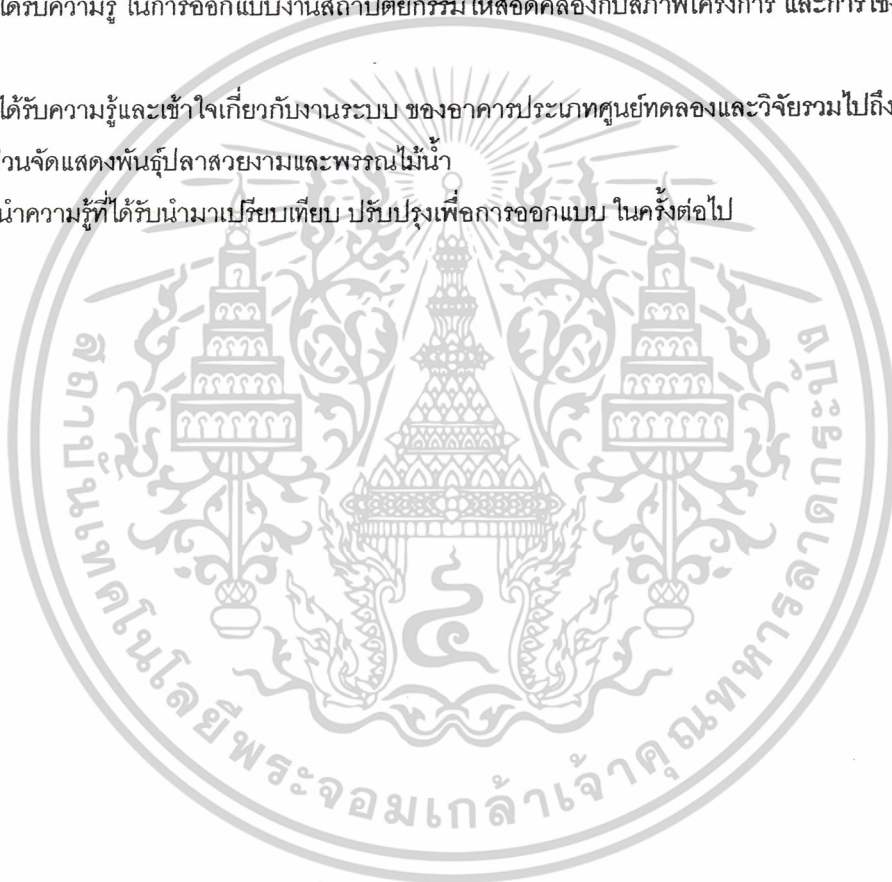 ได้รับความรู้ ในการออกแบบงานสถาปัตยกรรม ให้สอดคล้องกับสภาพโครงการ และการใช้
ได้รับความรู้และเข้าใจเกี่ยวกับงานระบบ ของอาคารประเภทศูนย์ทดลองและวิจัยรวมไปถึง
วนจัดแสดงพันธุ์ปลาสวยงามและพรรณไม้น้ำ
นำความรู้ที่ได้รับนำมาเปรียบเทียบ ปรับปรุงเพื่อการออกแบบ ในครั้งต่อไป
สถาบันเทคโนโลยีพระจอมเกล้าเจ้าคุณทหารลาดกระบัง